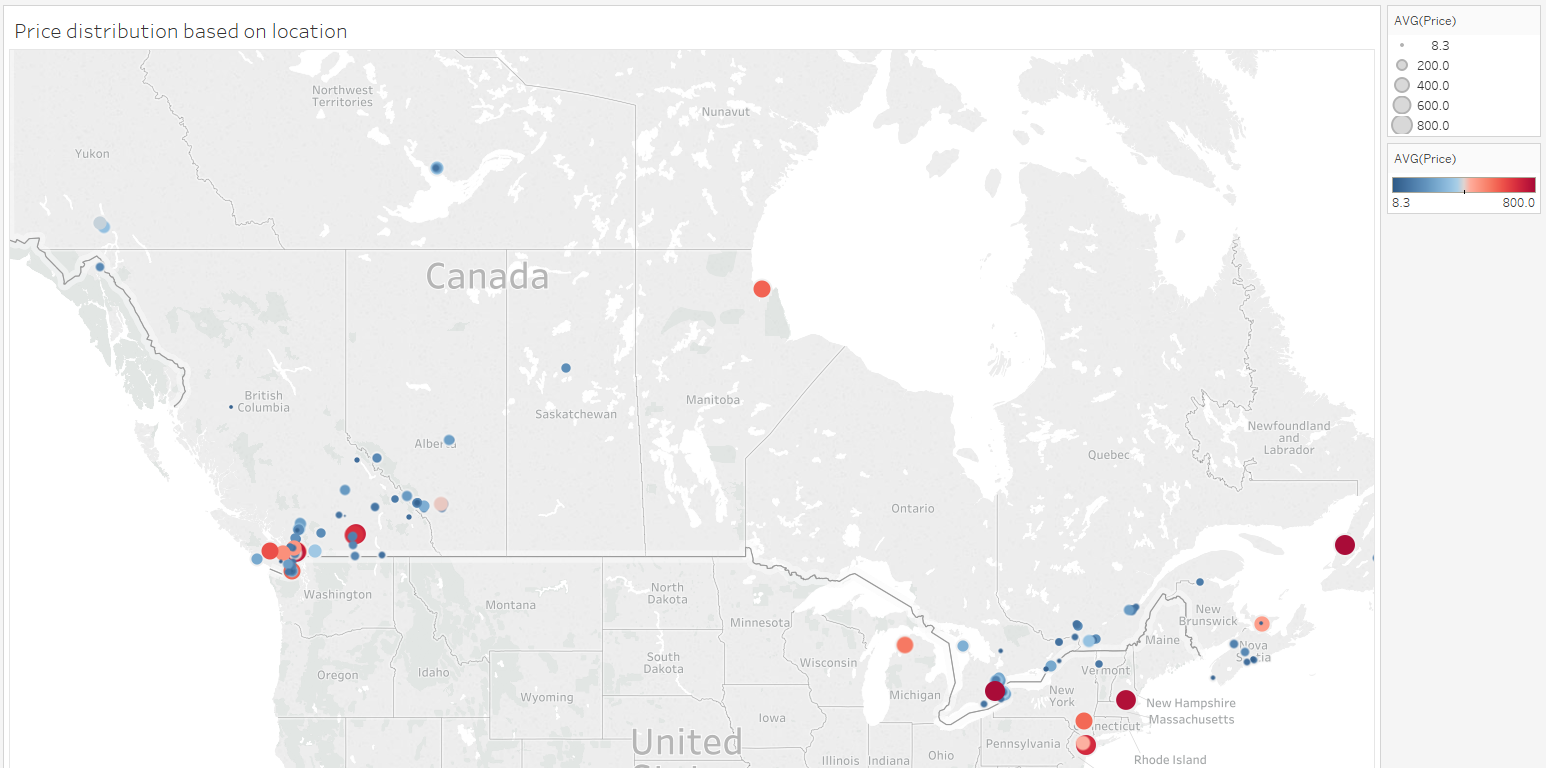 Price distribution based on location
AVG(Price)
8.3
200.0
400.0
600.0
800.0
AVG(Price)
8.3 800.0
Northwest
Territories
Nunavut
Yukon
Canada
British
Columbia
Alberta
Saskatchewan
Manitoba
Ontario
Quebec
Newfoundland
and
Labrador
Washington
Montana
North
Dakota
Minnesota
New
Brunswick
Maine
Nova
Scotia
Oregon
Idaho
South
Dakota
Wisconsin
Michigan
Vermont
New
York
New Hampshire
Massachusetts
Wyoming
Iowa
Connecticut
Pennsylvania
Rhode Island
United
Illinois
Indiana
Ohio